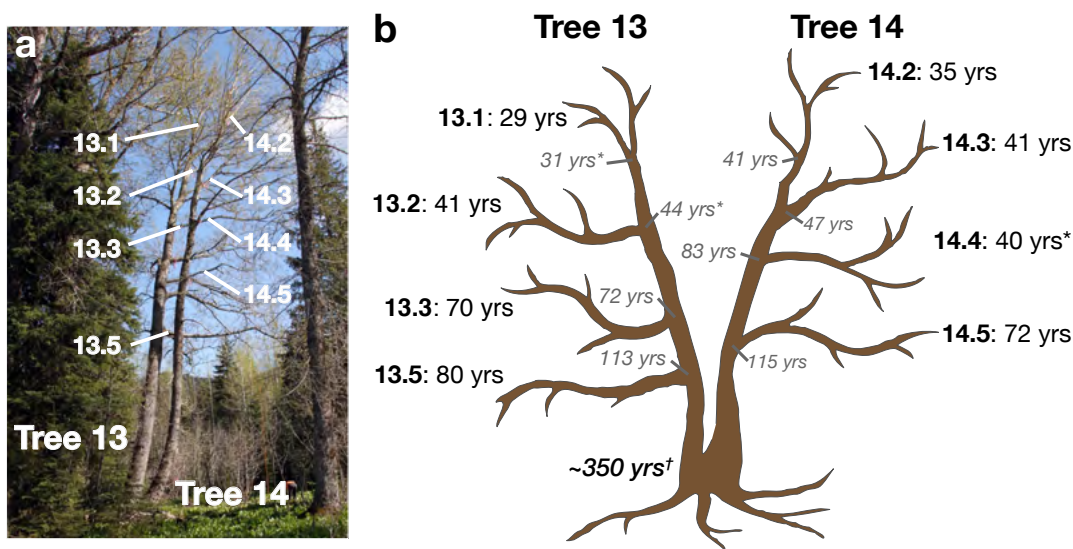 a
13.1
14.2
13.2
14.3
13.3
14.4
14.5
13.5
Tree 13
Tree 14
b
Tree 13
Tree 14
14.2: 35 yrs
13.1: 29 yrs
14.3: 41 yrs
31 yrs*
41 yrs
13.2: 41 yrs
44 yrs*
47 yrs
14.4: 40 yrs*
83 yrs
13.3: 70 yrs
72 yrs
14.5: 72 yrs
113 yrs
115 yrs
13.5: 80 yrs
~350 yrs†